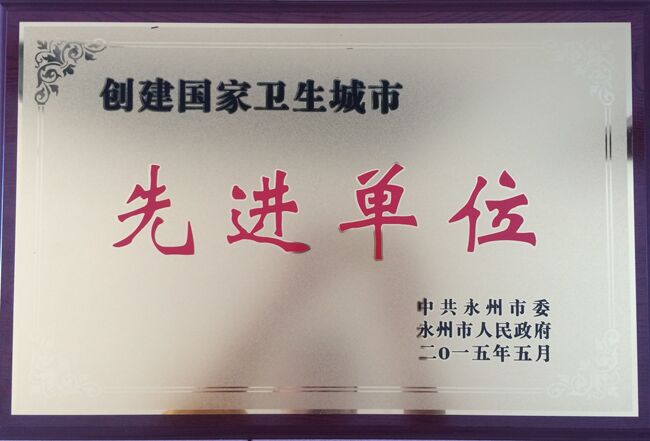 创建国家卫生城市
先进单位
中共永州市委
永州市人民政府
二0一五年五月